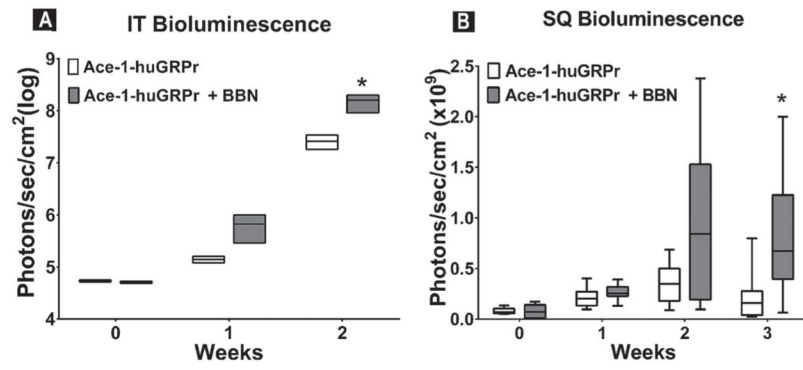 A
IT Bioluminescence
Photons/sec/cm2(log)
9
8
7
6
5
4
Ace-1-huGRPr
Ace-1-huGRPr + BBN
*
0
1
2
Weeks
B
SQ Bioluminescence
Photons/sec/cm2 (x109)
2.5
2.0
1.5
1.0
0.5
0.0
Ace-1-huGRPr
Ace-1-huGRPr + BBN
*
0
1
2
3
Weeks